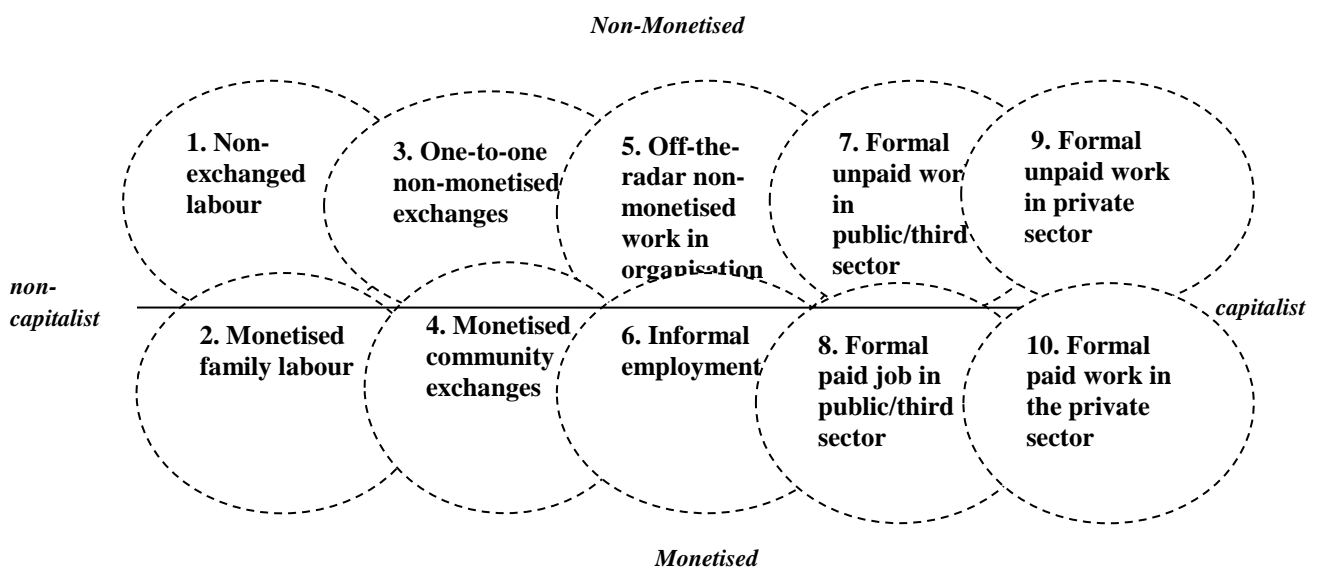 Non-Monetised
1. Non-
exchanged
labour
3. One-to-one
non-monetised
exchanges
5. Off-the-
radar non-
monetised
work in
organisation
7. Formal
unpaid wor
in
public/third
sector
9. Formal
unpaid work
in private
sector
non-
capitalist
capitalist
2. Monetised
family labour
4. Monetised
community
exchanges
6. Informal
employment
8. Formal
paid job in
public/third
sector
10. Formal
paid work in
the private
sector
Monetised